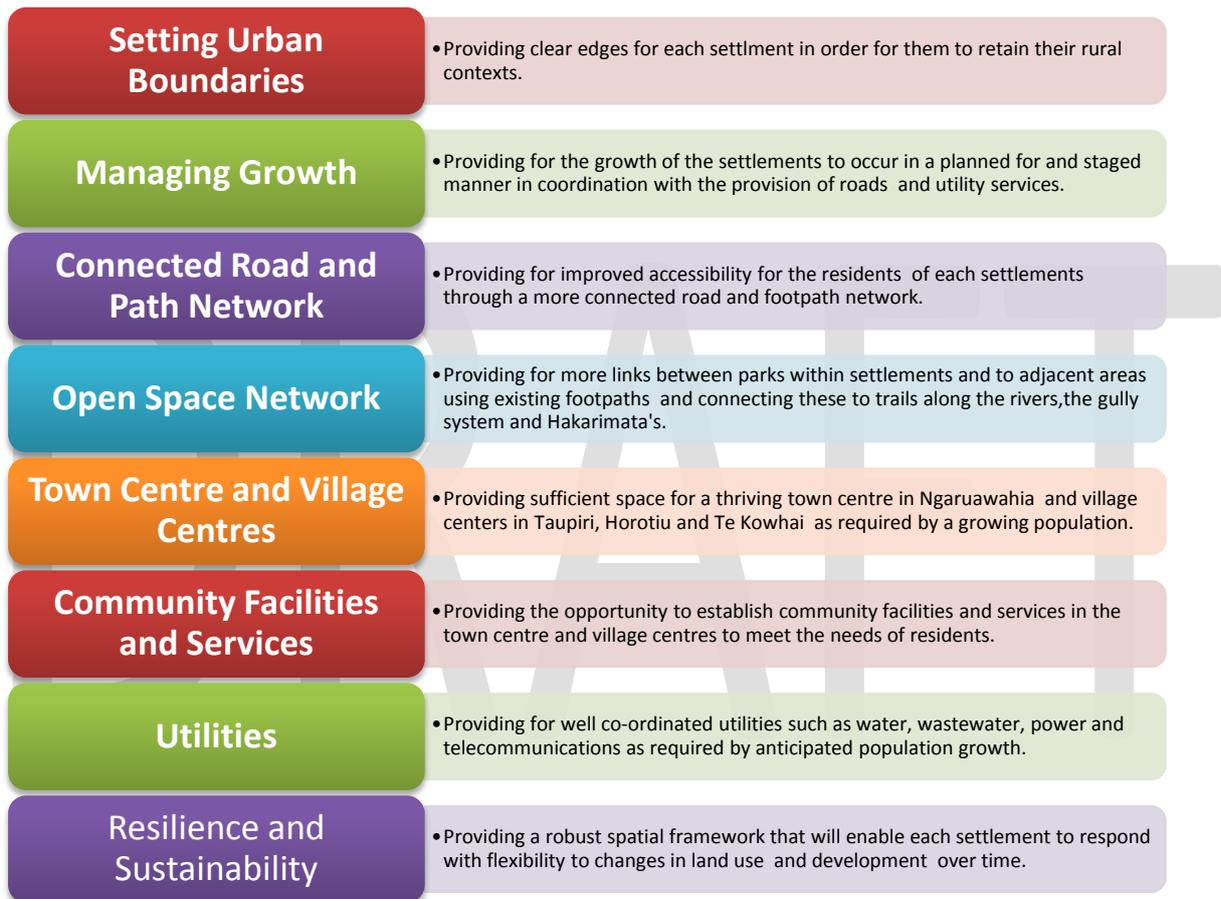 Setting Urban
Boundaries
•Providing clear edges for each settlment in order for them to retain their rural
contexts.
Managing Growth
•Providing for the growth of the settlements to occur in a planned for and staged
manner in coordination with the provision of roads  and utility services.
Connected Road and
Path Network
•Providing for improved accessibility for the residents  of each settlements
through a more connected road and footpath network.
Open Space Network
•Providing for more links between parks within settlements and to adjacent areas
using existing footpaths  and connecting these to trails along the rivers,the gully
system and Hakarimata's.
Town Centre and Village
Centres
•Providing sufficient space for a thriving town centre in Ngaruawahia  and village
centers in Taupiri, Horotiu and Te Kowhai  as required by a growing population.
Community Facilities
and Services
•Providing the opportunity to establish community facilities and services in the
town centre and village centres to meet the needs of residents.
Utilities
•Providing for well co-ordinated utilities such as water, wastewater, power and
telecommunications as required by anticipated population growth.
Resilience and
Sustainability
•Providing a robust spatial framework that will enable each settlement to respond
with flexibility to changes in land use  and development  over time.
DRAFT